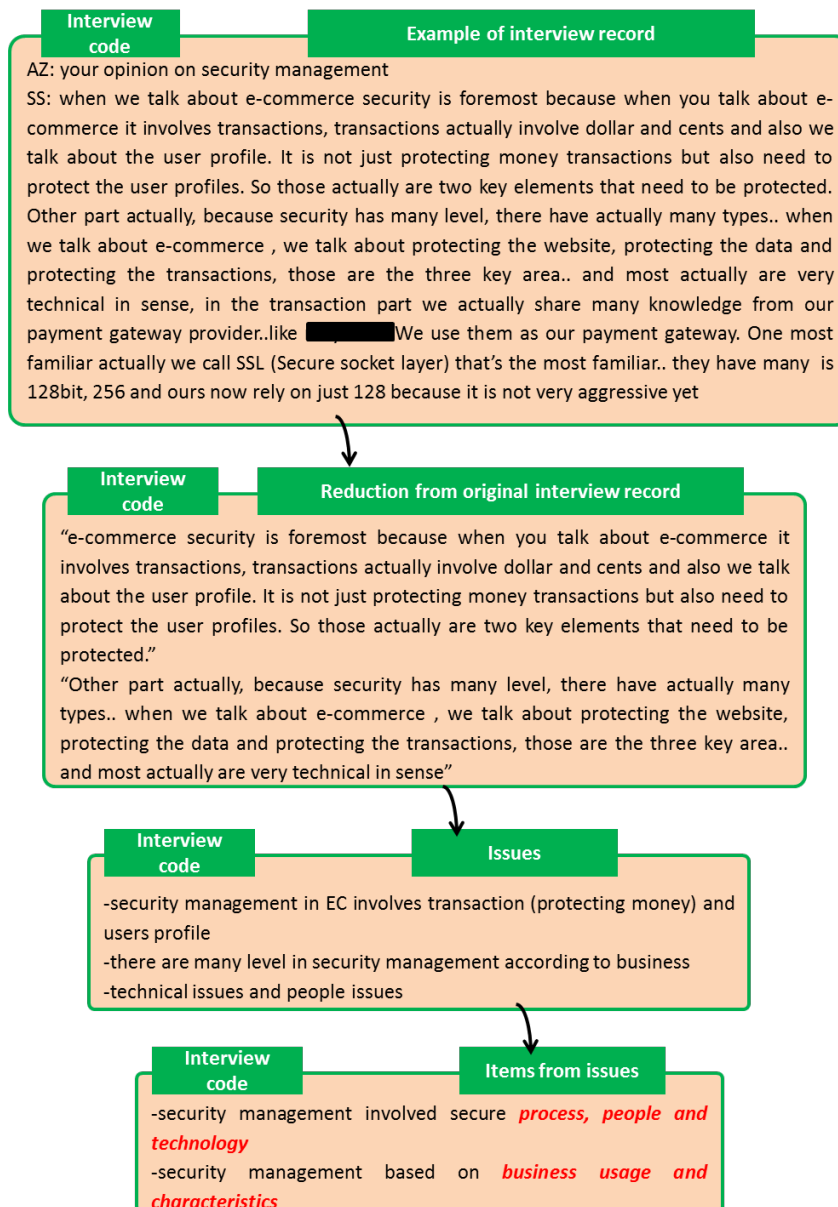 Interview
code
Example of interview record
AZ: your opinion on security management
SS: when we talk about e-commerce security is foremost because when you talk about e-
commerce it involves transactions, transactions actually involve dollar and cents and also we
talk about the user profile. It is not just protecting money transactions but also need to
protect the user profiles. So those actually are two key elements that need to be protected.
Other part actually, because security has many level, there have actually many types.. when
we talk about e-commerce , we talk about protecting the website, protecting the data and
protecting the transactions, those are the three key area.. and most actually are very
technical in sense, in the transaction part we actually share many knowledge from our
payment gateway provider..like We use them as our payment gateway. One most
familiar actually we call SSL (Secure socket layer) that's the most familiar.. they have many is
128bit, 256 and ours now rely on just 128 because it is not very aggressive yet
Interview
code
Reduction from original interview record
“e-commerce security is foremost because when you talk about e-commerce it
involves transactions, transactions actually involve dollar and cents and also we talk
about the user profile. It is not just protecting money transactions but also need to
protect the user profiles. So those actually are two key elements that need to be
protected.”
“Other part actually, because security has many level, there have actually many
types.. when we talk about e-commerce , we talk about protecting the website,
protecting the data and protecting the transactions, those are the three key area..
and most actually are very technical in sense”
Interview
code
Issues
-security management in EC involves transaction (protecting money) and
users profile
-there are many level in security management according to business
-technical issues and people issues
Interview
code
Items from issues
-security management involved secure process, people and
technology
-security management based on business usage and
characteristics